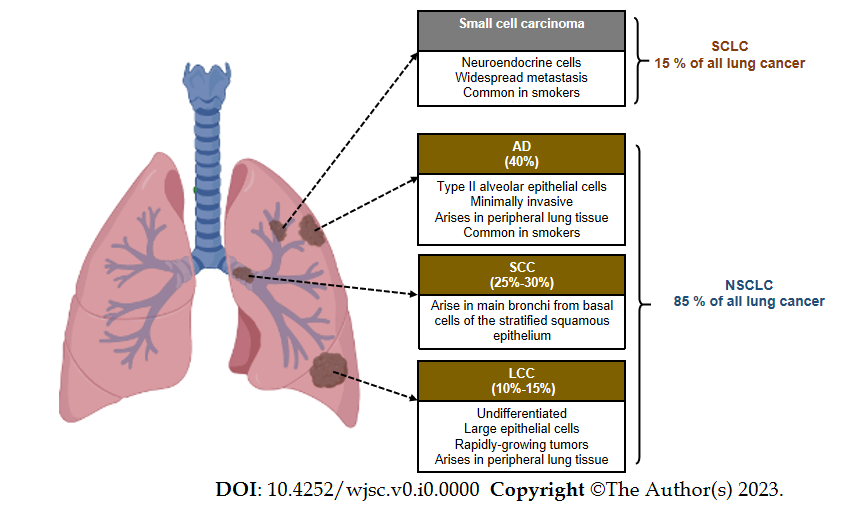 Small cell carcinoma
Neuroendocrine cells
Widespread metastasis
Common in smokers
SCLC
15 % of all lung cancer
AD
(40%)
Type II alveolar epithelial cells
Minimally invasive
Arises in peripheral lung tissue
Common in smokers
SCC
(25%-30%)
Arise in main bronchi from basal
cells of the stratified squamous
epithelium
NSCLC
85 % of all lung cancer
LCC
(10%-15%)
Undifferentiated
Large epithelial cells
Rapidly-growing tumors
Arises in peripheral lung tissue
DOI: 10.4252/wjsc.v0.i0.0000 Copyright ©The Author(s) 2023.